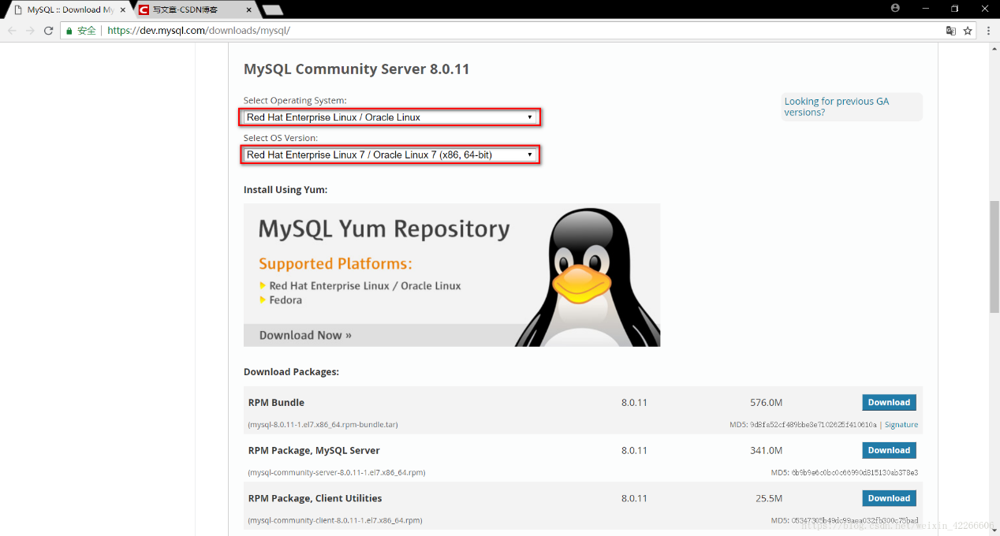 MySQL :: Download My
写文章-CSDN博客
安全
https://dev.mysql.com/downloads/mysql/
MySQL Community Server 8.0.11
Select Operating System:
Looking for previous GA
versions?
Red Hat Enterprise Linux / Oracle Linux
Select OS Version:
Red Hat Enterprise Linux 7 / Oracle Linux 7 (x86, 64-bit)
Install Using Yum:
MySQL Yum Repository
Supported Platforms:
Red Hat Enterprise Linux / Oracle Linux
Fedora
Download Now »
Download Packages:
RPM Bundle 8.0.11 576.0M Download
(mysql-8.0.11-1.el7.x86_64.rpm-bundle.tar) MD5: 9d8fa52cf489bbe3e7102625f410610a | Signature
RPM Package, MySQL Server 8.0.11 341.0M Download
(mysql-community-server-8.0.11-1.el7.x86_64.rpm) MD5: 6b9b9e6c0bc0c66990d815130ab378e3
RPM Package, Client Utilities 8.0.11 25.5M Download
(mysql-community-client-8.0.11-1.el7.x86_64.rpm) MD5: 05347305b49dc99aea032fb300c75bad
https://blog.csdn.net/weixin_42266606